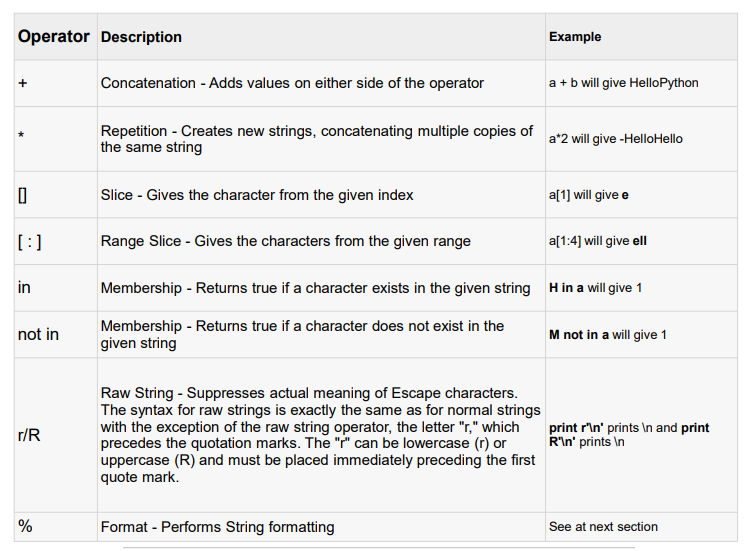 Operator Description Example
+ Concatenation - Adds values on either side of the operator a + b will give HelloPython
* Repetition - Creates new strings, concatenating multiple copies of
the same string a*2 will give -HelloHello
[] Slice - Gives the character from the given index a[1] will give e
[ : ] Range Slice - Gives the characters from the given range a[1:4] will give ell
in Membership - Returns true if a character exists in the given string H in a will give 1
not in Membership - Returns true if a character does not exist in the
given string M not in a will give 1
r/R Raw String - Suppresses actual meaning of Escape characters.
The syntax for raw strings is exactly the same as for normal strings
with the exception of the raw string operator, the letter "r," which
precedes the quotation marks. The "r" can be lowercase (r) or
uppercase (R) and must be placed immediately preceding the first
quote mark.
print r'\n' prints \n and print
R'\n' prints \n
% Format - Performs String formatting See at next section